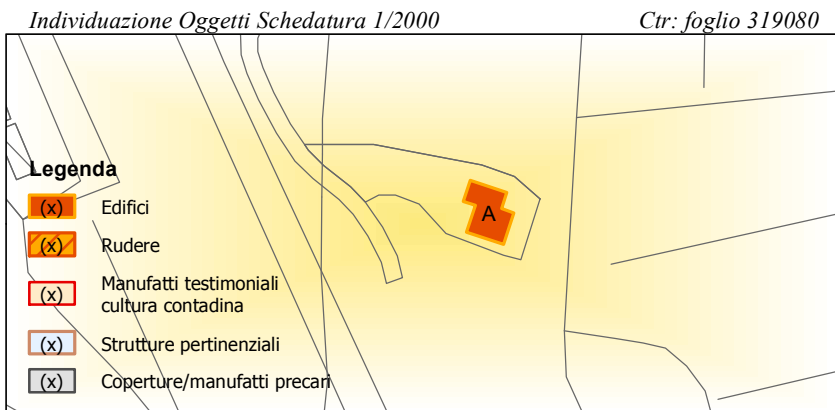 Individuazione Oggetti Schedatura 1/2000
Ctr: foglio 319080
Legenda
(x) Edifici
(x) Rudere
(x) Manufatti testimoniali
cultura contadina
(x) Strutture pertinenziali
(x) Coperture/manufatti precari
A